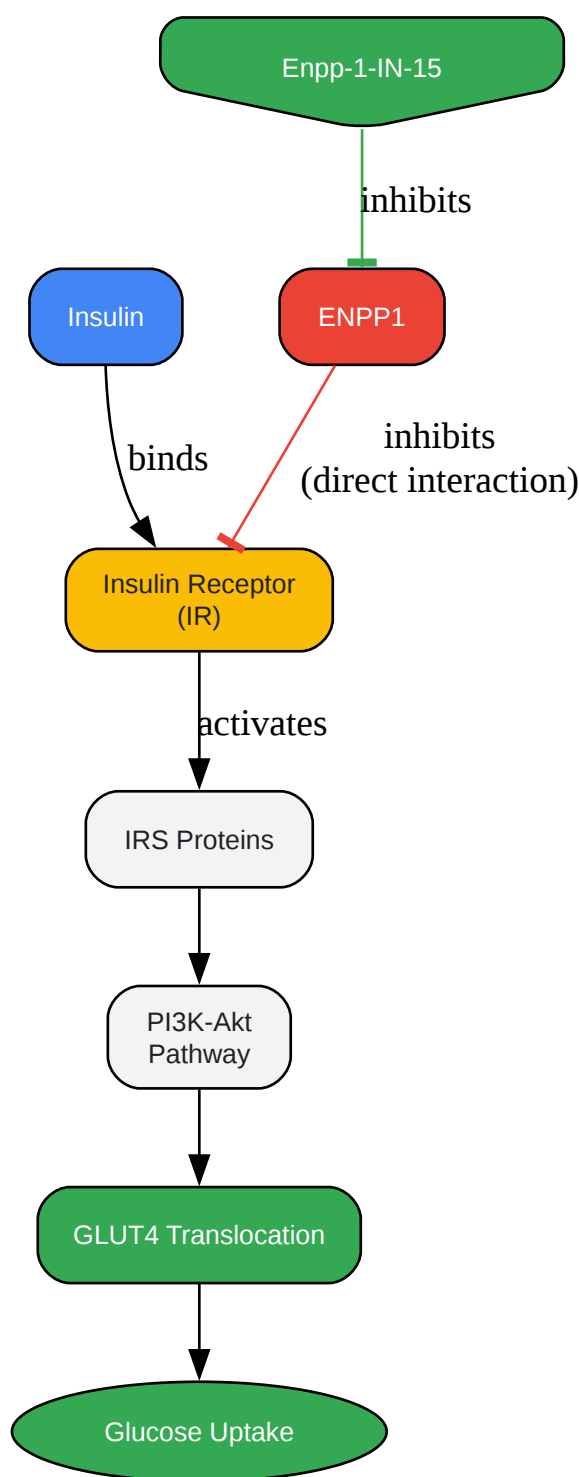 Enpp-1-IN-15
inhibits
Insulin
ENPP1
binds
inhibits
(direct interaction)
Insulin Receptor
(IR)
activates
IRS Proteins
PI3K-Akt
Pathway
GLUT4 Translocation
Glucose Uptake